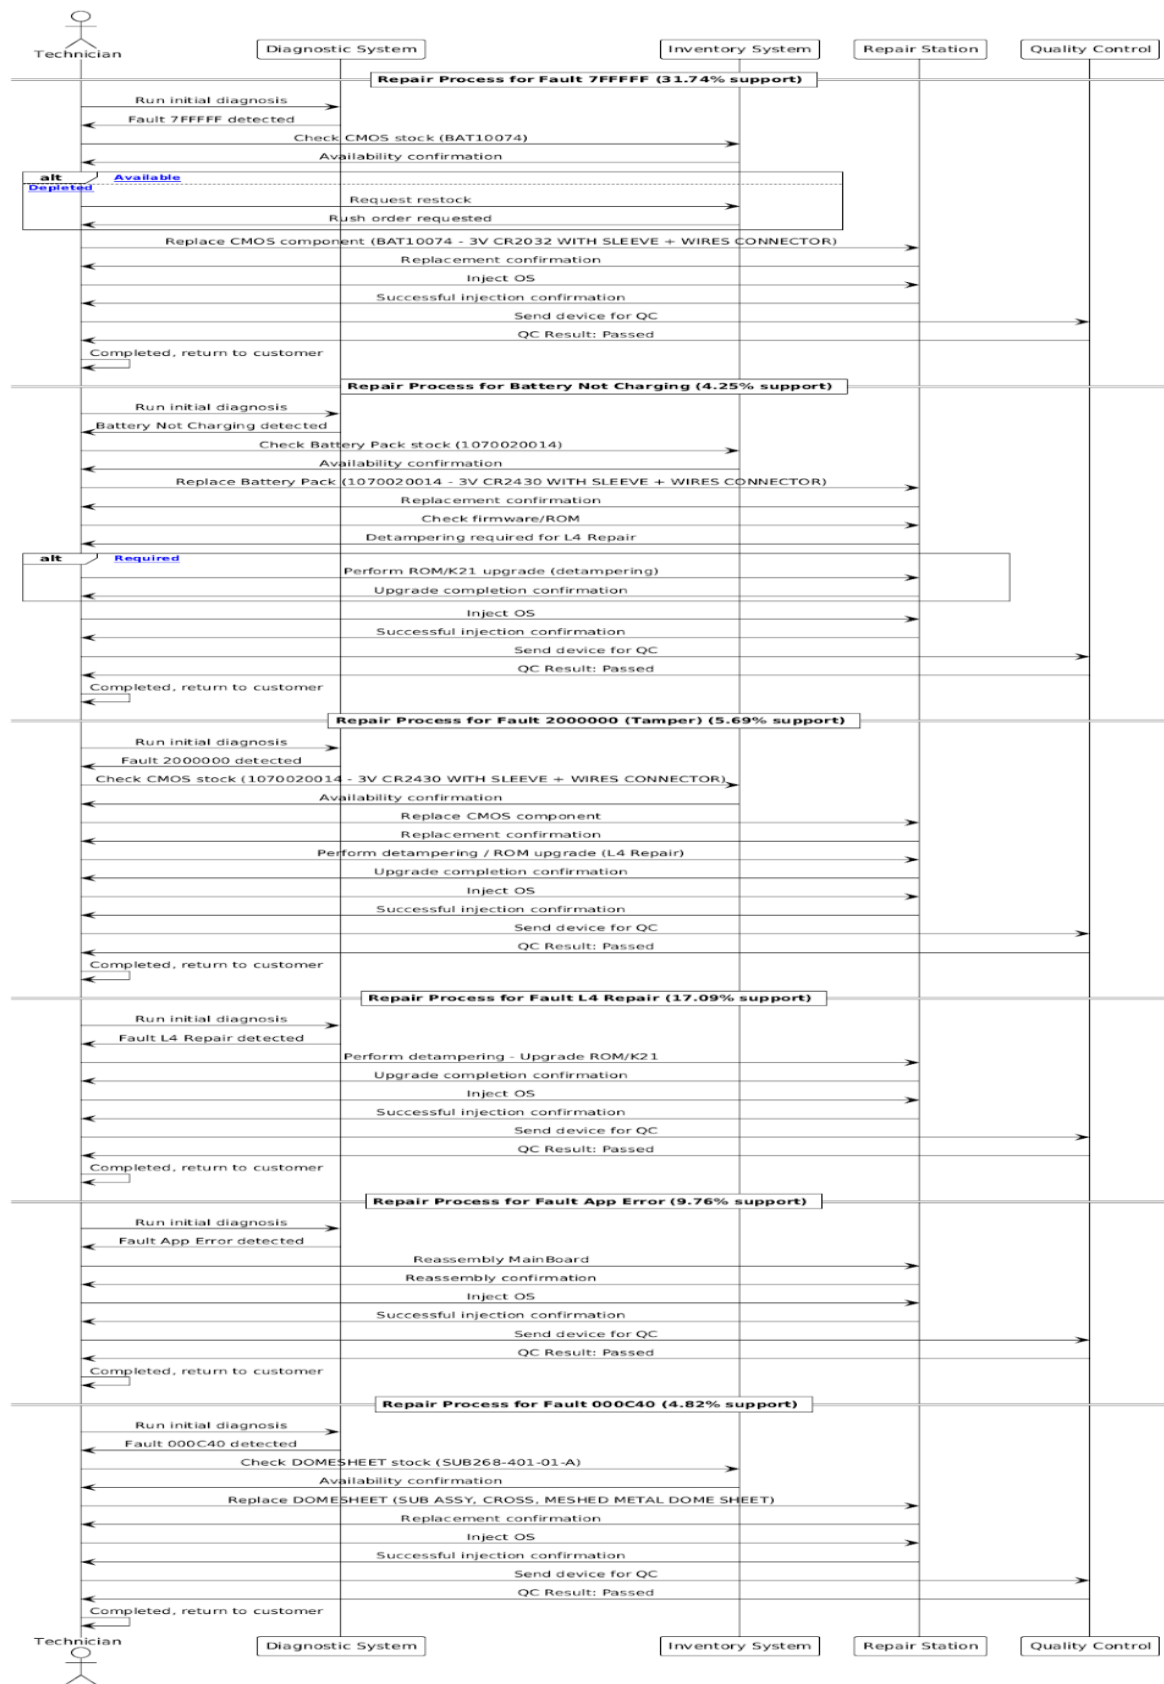 Technician
Diagnostic System
Inventory System
Repair Station
Quality Control
Repair Process for Fault 7FFFFF (31.74% support)
Run initial diagnosis
Fault 7FFFFF detected
Check CMOS stock (BAT10074)
Availability confirmation
alt
Available
Depleted
Request restock
Rush order requested
Replace CMOS component (BAT10074 - 3V CR2032 WITH SLEEVE + WIRES CONNECTOR)
Replacement confirmation
Inject OS
Successful injection confirmation
Send device for QC
QC Result: Passed
Completed, return to customer
Repair Process for Battery Not Charging (4.25% support)
Run initial diagnosis
Battery Not Charging detected
Check Battery Pack stock (1070020014)
Availability confirmation
Replace Battery Pack (1070020014 - 3V CR2430 WITH SLEEVE + WIRES CONNECTOR)
Replacement confirmation
Check firmware/ROM
Detampering required for L4 Repair
alt
Required
Perform ROM/K21 upgrade (detampering)
Upgrade completion confirmation
Inject OS
Successful injection confirmation
Send device for QC
QC Result: Passed
Completed, return to customer
Repair Process for Fault 2000000 (Tamper) (5.69% support)
Run initial diagnosis
Fault 2000000 detected
Check CMOS stock (1070020014 - 3V CR2430 WITH SLEEVE + WIRES CONNECTOR)
Availability confirmation
Replace CMOS component
Replacement confirmation
Perform detampering / ROM upgrade (L4 Repair)
Upgrade completion confirmation
Inject OS
Successful injection confirmation
Send device for QC
QC Result: Passed
Completed, return to customer
Repair Process for Fault L4 Repair (17.09% support)
Run initial diagnosis
Fault L4 Repair detected
Perform detampering - Upgrade ROM/K21
Upgrade completion confirmation
Inject OS
Successful injection confirmation
Send device for QC
QC Result: Passed
Completed, return to customer
Repair Process for Fault App Error (9.76% support)
Run initial diagnosis
Fault App Error detected
Reassembly MainBoard
Reassembly confirmation
Inject OS
Successful injection confirmation
Send device for QC
QC Result: Passed
Completed, return to customer
Repair Process for Fault 000C40 (4.82% support)
Run initial diagnosis
Fault 000C40 detected
Check DOMESHEET stock (SUB268-401-01-A)
Availability confirmation
Replace DOMESHEET (SUB ASSY, CROSS, MESHED METAL DOME SHEET)
Replacement confirmation
Inject OS
Successful injection confirmation
Send device for QC
QC Result: Passed
Completed, return to customer
Technician
Diagnostic System
Inventory System
Repair Station
Quality Control